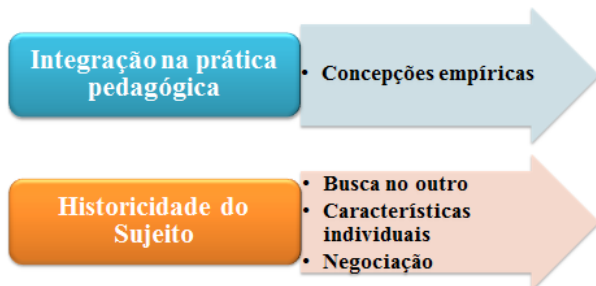 Integração na prática
pedagógica
• Concepções empíricas
Historicidade do
Sujeito
• Busca no outro
• Características
individuais
• Negociação